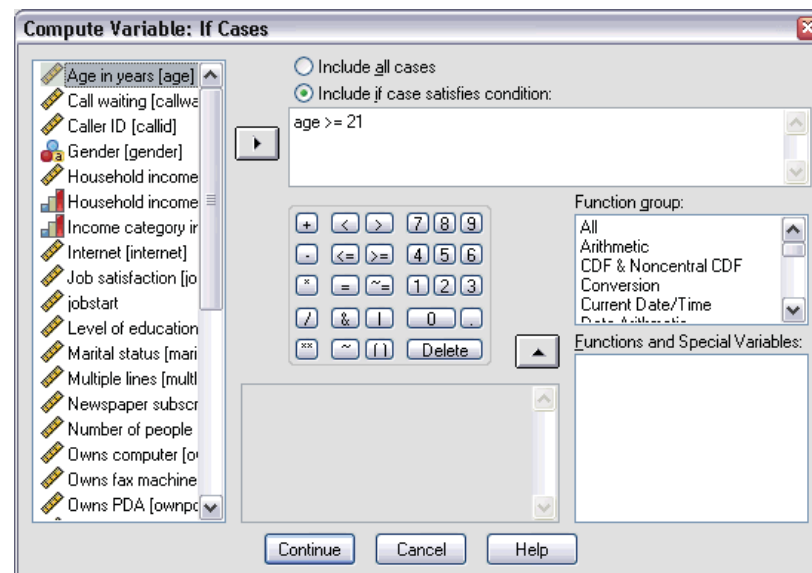 Compute Variable: If Cases
Age in years [age]
Call waiting [callwa
Caller ID [callid]
Gender [gender]
Household income
Household income
Income category ir
Internet [internet]
Job satisfaction [jo
jobstart
Level of education
Marital status [mari
Multiple lines [multl
Newspaper subscr
Number of people
Owns computer [o
Owns fax machine
Owns PDA [ownpc
Include all cases
Include if case satisfies condition:
age >= 21
+ < > 7 8 9
- <= >= 4 5 6
* = ~= 1 2 3
/ & | 0 .
** ~ () Delete
Function group:
All
Arithmetic
CDF & Noncentral CDF
Conversion
Current Date/Time
Date Arithmetic
Functions and Special Variables:
Continue Cancel Help